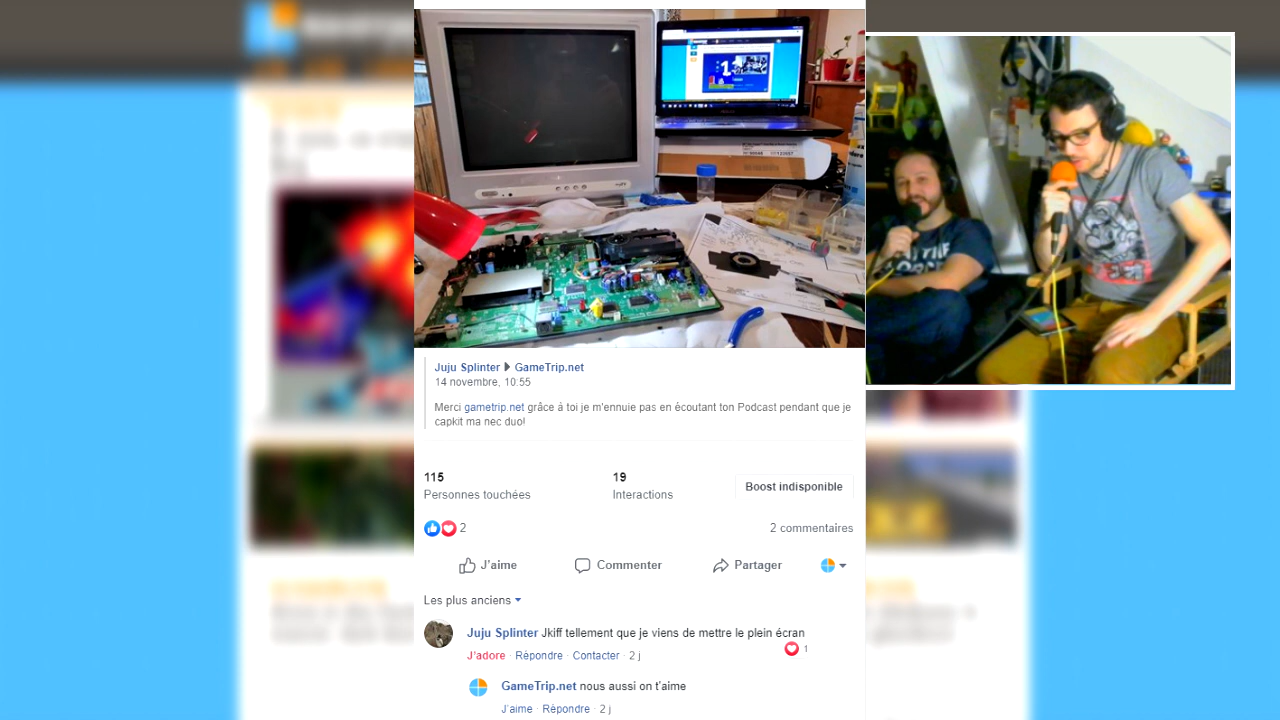 Juju Splinter GameTrip.net
14 novembre, 10:55
Merci gametrip.net grâce à toi je m'ennuie pas en écoutant ton Podcast pendant que je
capkit ma nec duo!
115
Personnes touchées
19
Interactions
Boost indisponible
2
2 commentaires
J'aime
Commenter
Partager
Les plus anciens
Juju Splinter Jkiff tellement que je viens de mettre le plein écran
1
J'adore · Répondre · Contacter · 2 j
GameTrip.net nous aussi on t'aime
J'aime · Répondre · 2 j